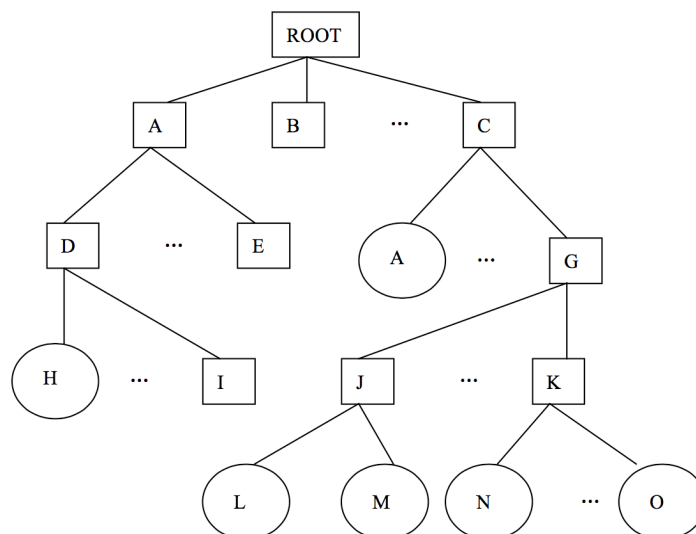 ROOT
A B ... C
D ... E A ... G
H ... I J ... K
L M N ... O